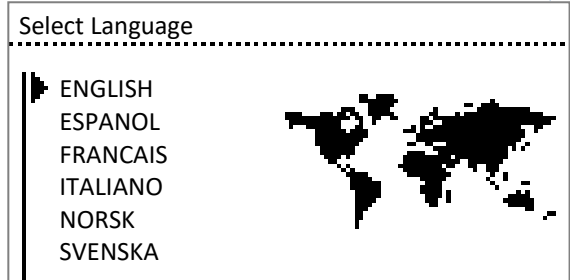 Select Language
ENGLISH
ESPANOL
FRANCAIS
ITALIANO
NORSK
SVENSKA